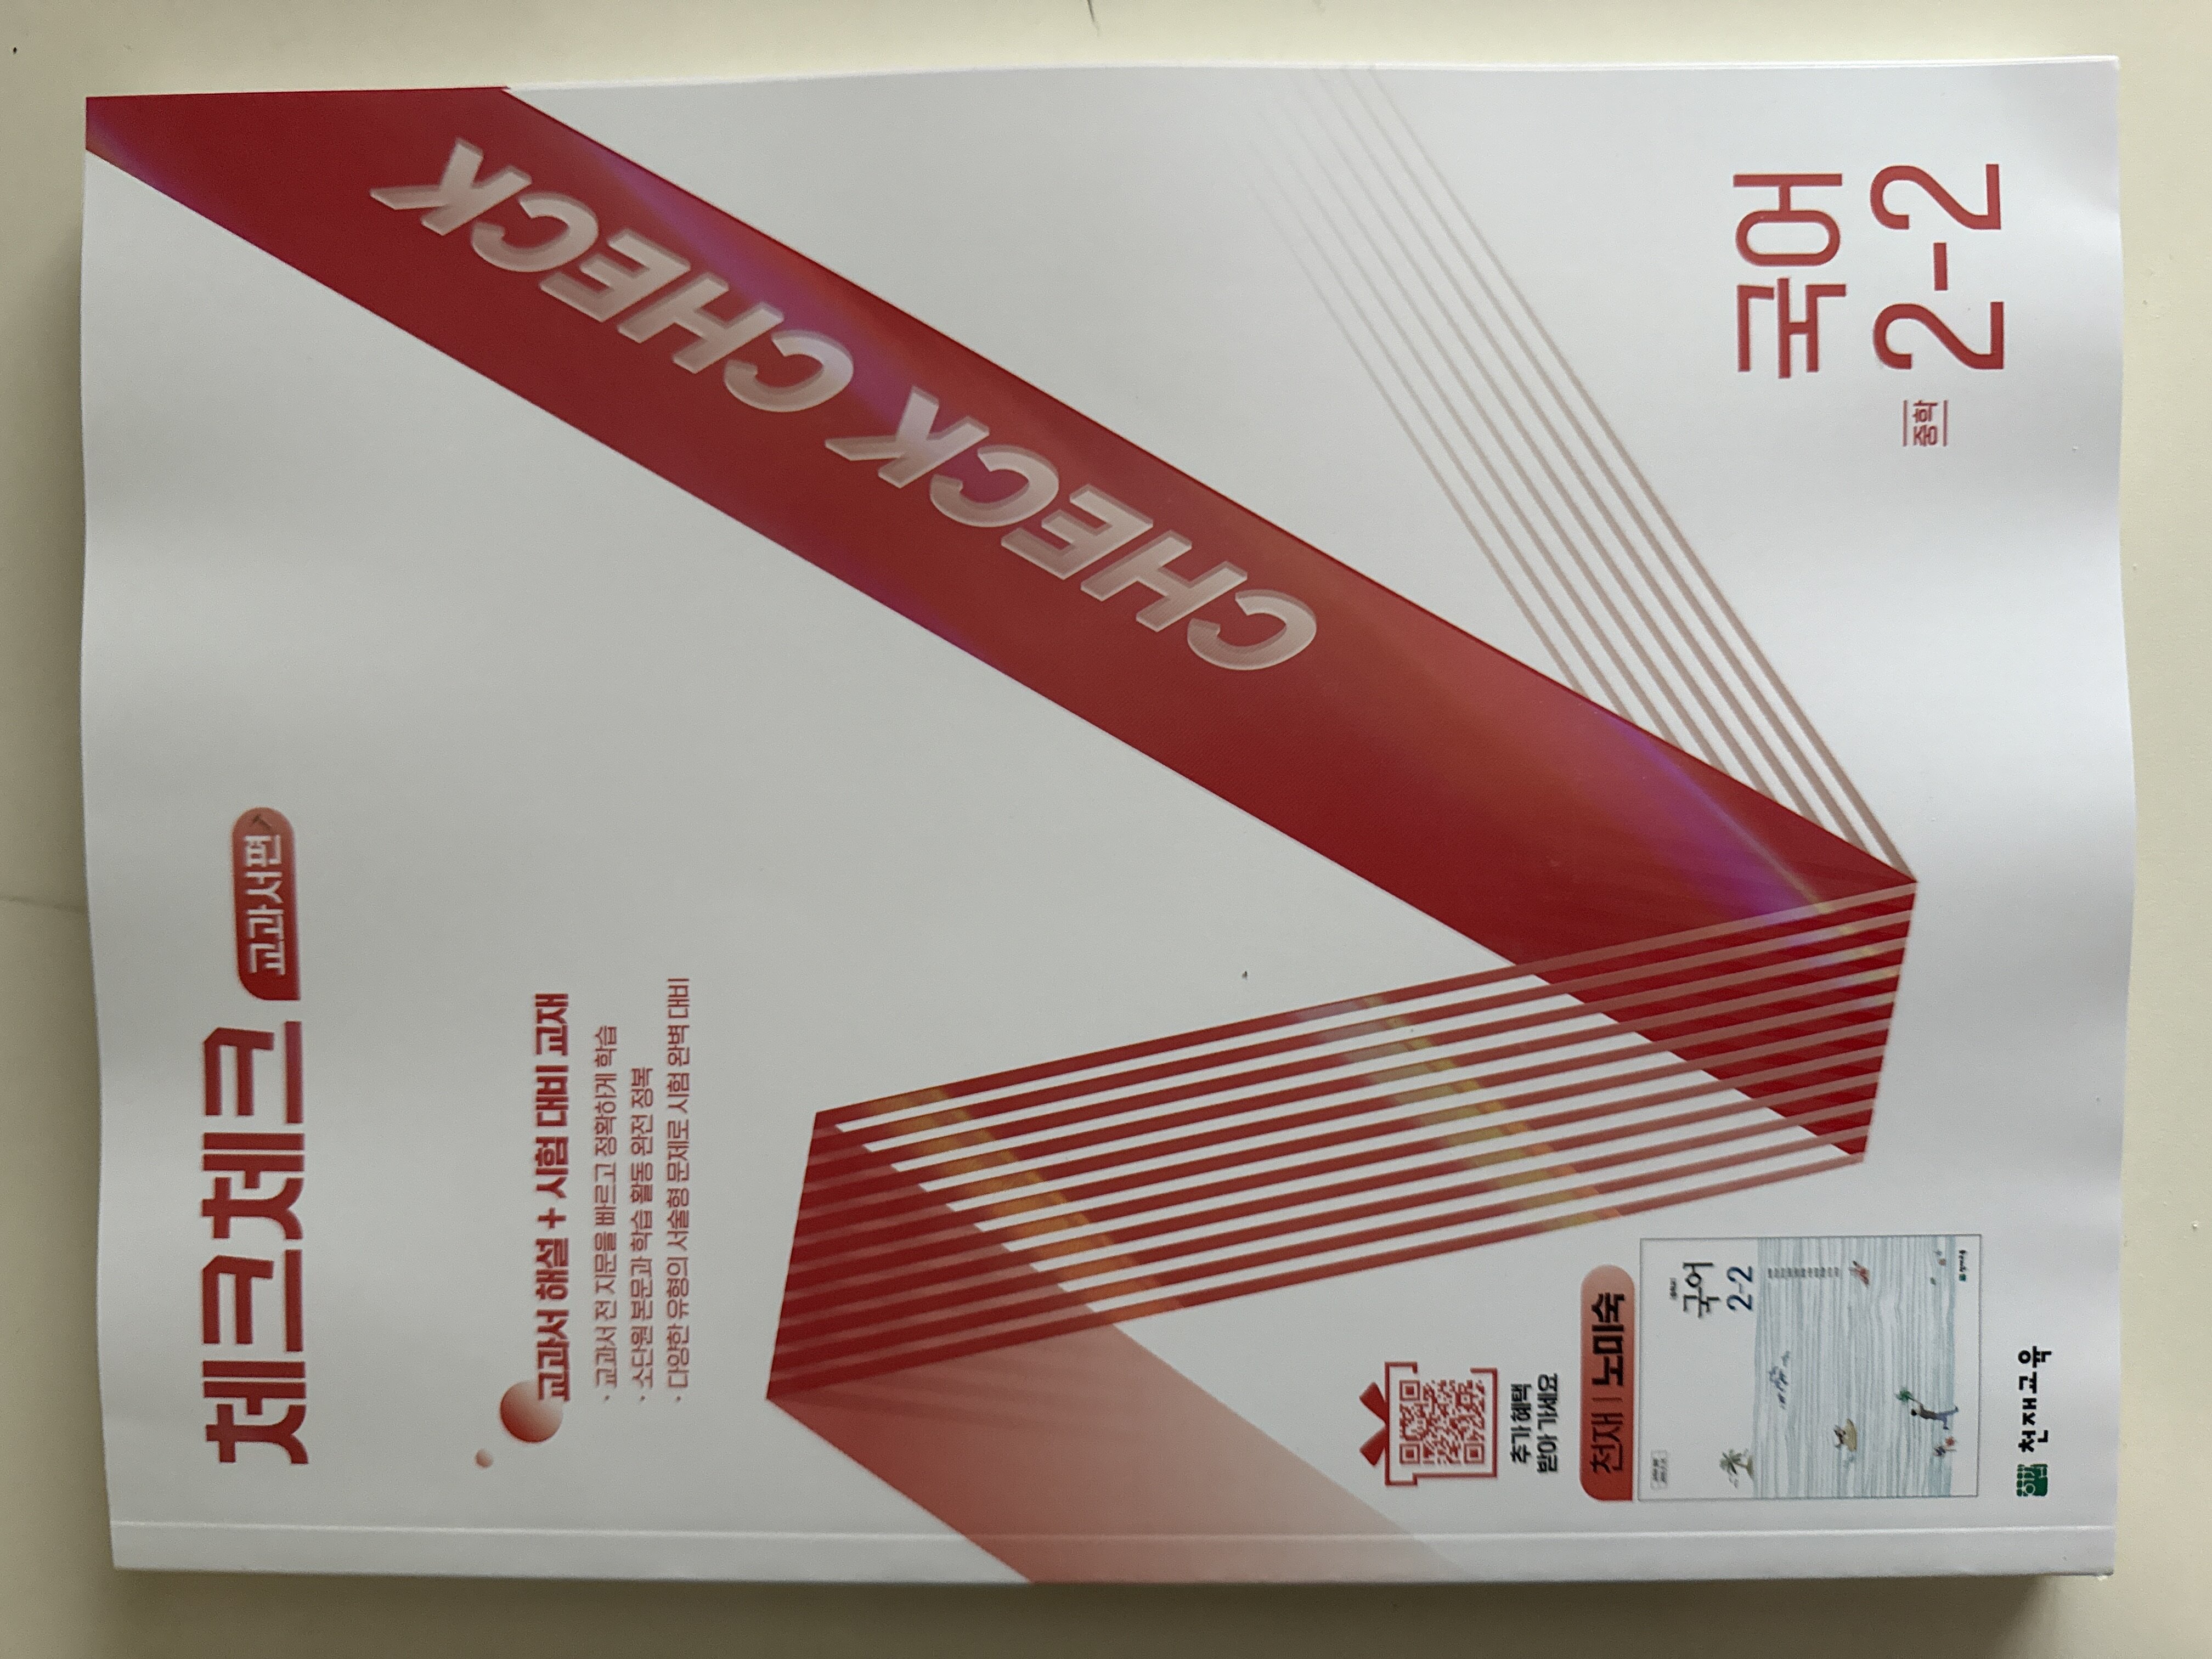 체크체크 교과서편
교과서 해설 + 시험 대비 교재
· 교과서 전 지문을 빠르고 정확하게 학습
· 소단원 본문과 학습 활동 완전 정복
· 다양한 유형의 서술형 문제로 시험 완벽 대비
CHECK CHECK
추가 혜택
받아 가세요
천재 | 노미숙
국어
2-2
천재교육
국어
중학 2-2